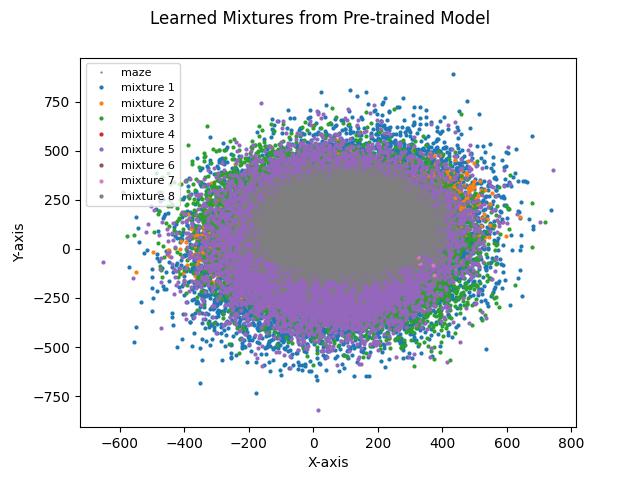 Learned Mixtures from Pre-trained Model
maze
mixture 1
mixture 2
mixture 3
mixture 4
mixture 5
mixture 6
mixture 7
mixture 8
750
500
250
0
−250
−500
−750
Y-axis
−600 −400 −200 0 200 400 600 800
X-axis